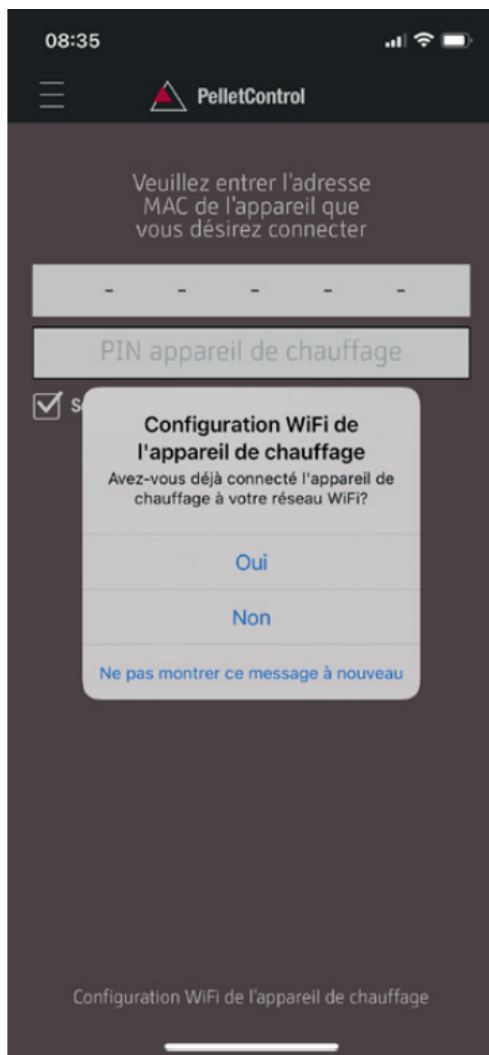 08:35
PelletControl
Veuillez entrer l'adresse
MAC de l'appareil que
vous désirez connecter
- - - - -
PIN appareil de chauffage
Configuration WiFi de
l'appareil de chauffage
Avez-vous déjà connecté l'appareil de
chauffage à votre réseau WiFi?
Oui
Non
Ne pas montrer ce message à nouveau
Configuration WiFi de l'appareil de chauffage